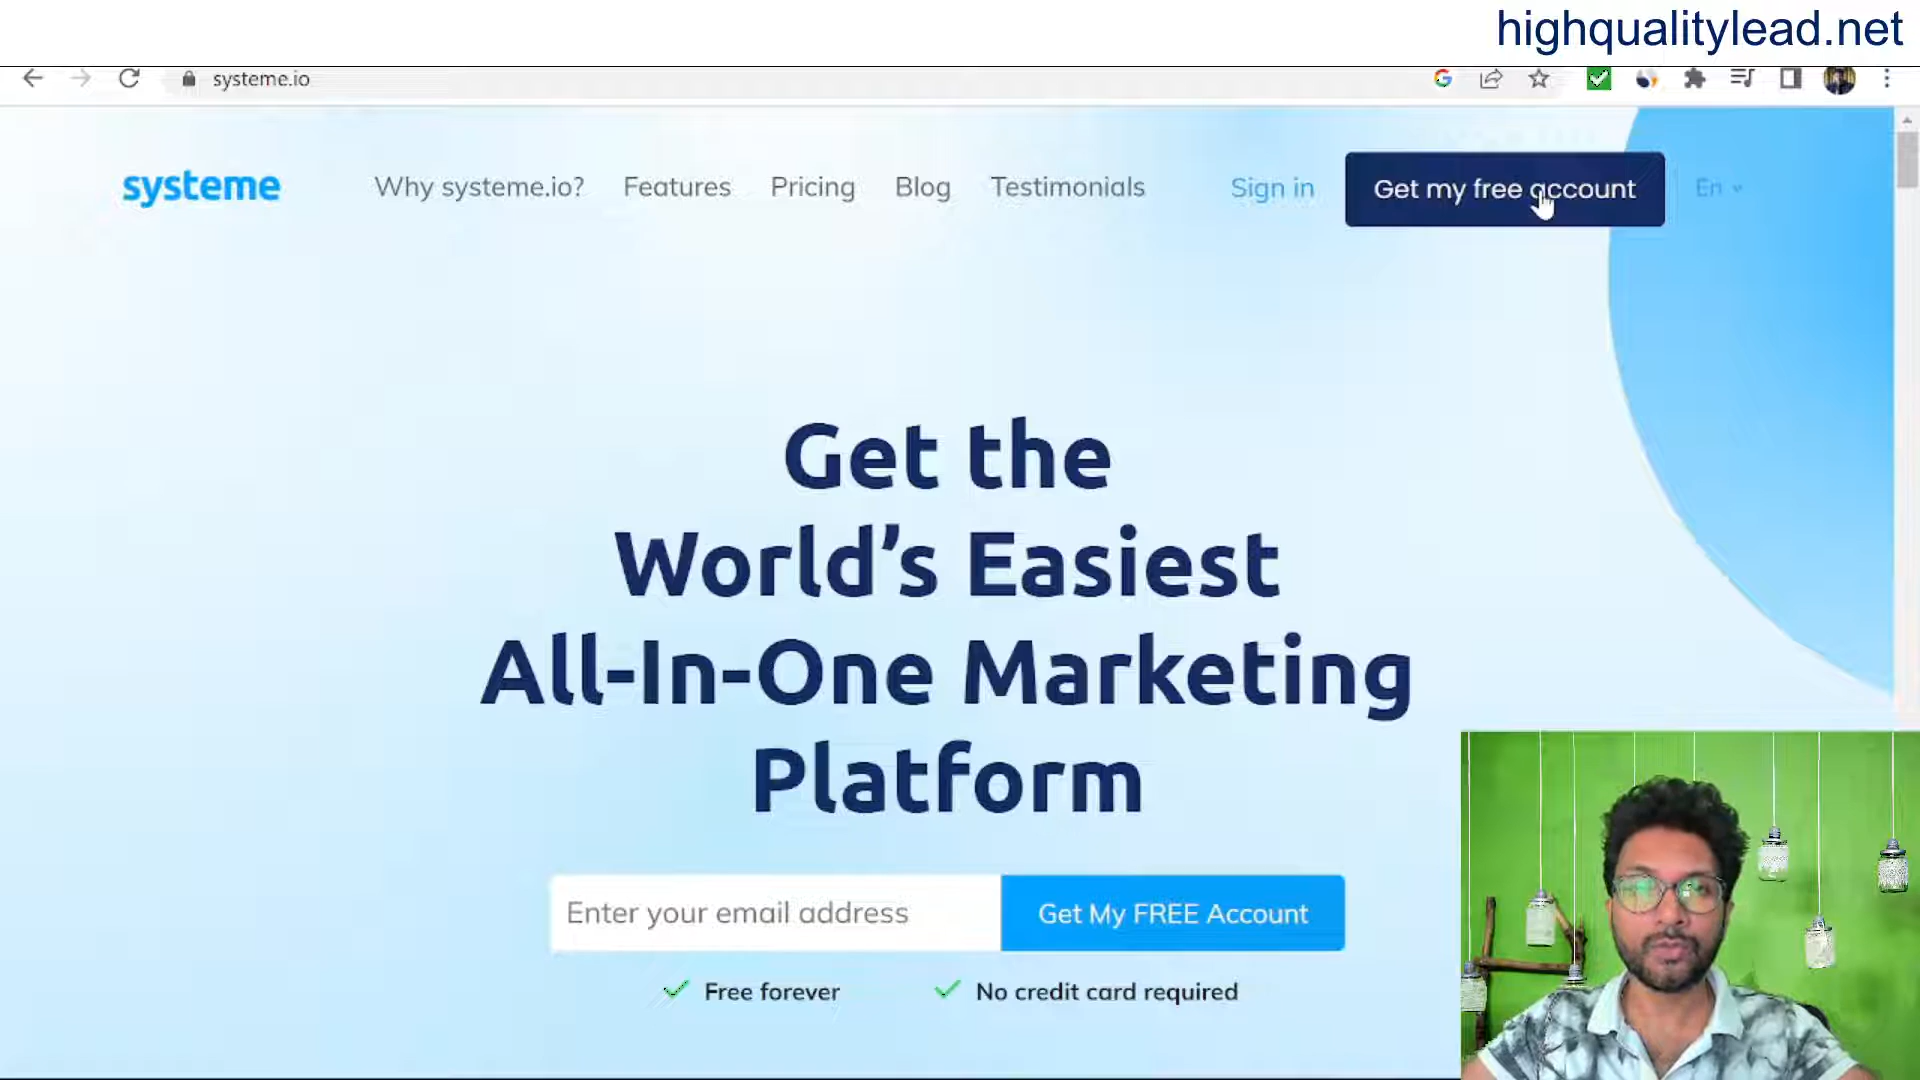 highqualitylead.net
systeme.io
systeme
Why systeme.io? Features Pricing Blog Testimonials Sign in Get my free account En
Get the
World’s Easiest
All-In-One Marketing
Platform
Enter your email address Get My FREE Account
Free forever No credit card required